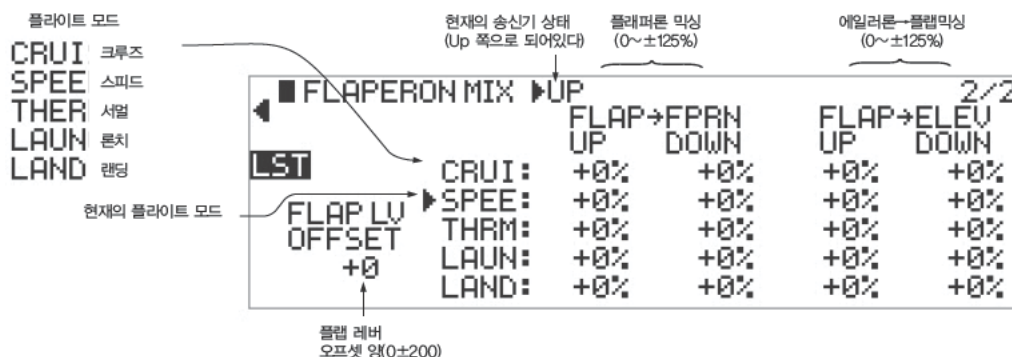 플라이트 모드
CRUI 크루즈
SPEE 스피드
THER 서멀
LAUN 론치
LAND 랜딩
현재의 플라이트 모드
현재의 송신기 상태
(Up 쪽으로 되어있다)
플래퍼론 믹싱
(0~±125%)
에일러론→플랩믹싱
(0~±125%)
FLAPERON MIX ▶UP 2/2
FLAP→FPRN FLAP→ELEV
UP DOWN UP DOWN
LST
CRUI: +0% +0% +0% +0%
▶SPEE: +0% +0% +0% +0%
THRM: +0% +0% +0% +0%
LAUN: +0% +0% +0% +0%
LAND: +0% +0% +0% +0%
FLAP LV
OFFSET
+0
플랩 레버
오프셋 양(0±200)